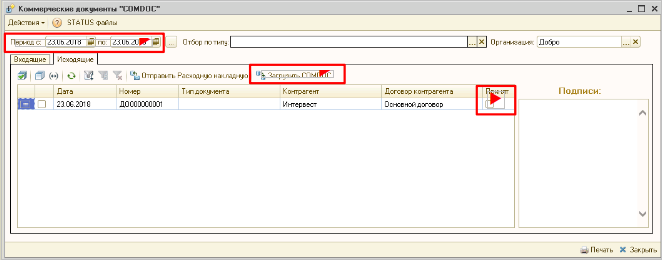 Коммерческие документы "COMDOC"
Действия STATUS файлы
Период с: 23.06.2018 по: 23.06.20 ... Отбор по типу ... × Организация: Добро ... ×
Входящие Исходящие
Отправить Расходную накладную Загрузить COMDOC
Дата Номер Тип документа Контрагент Договор контрагента Принят Подписи:
23.06.2018 ДО000000001 Интервест Основной договор
Печать Закрыть